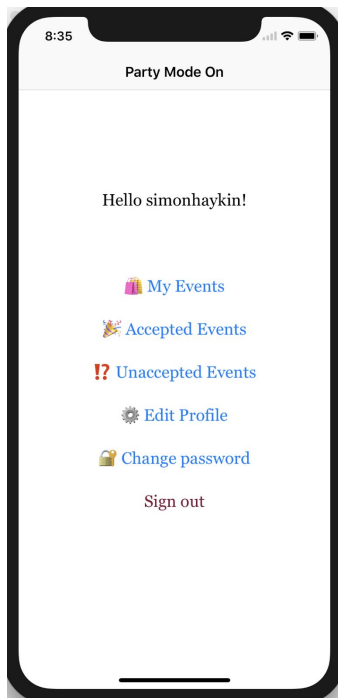 8:35
Party Mode On
Hello simonhaykin!
🛍️ My Events
🎉 Accepted Events
⁉️ Unaccepted Events
⚙️ Edit Profile
🔐 Change password
Sign out